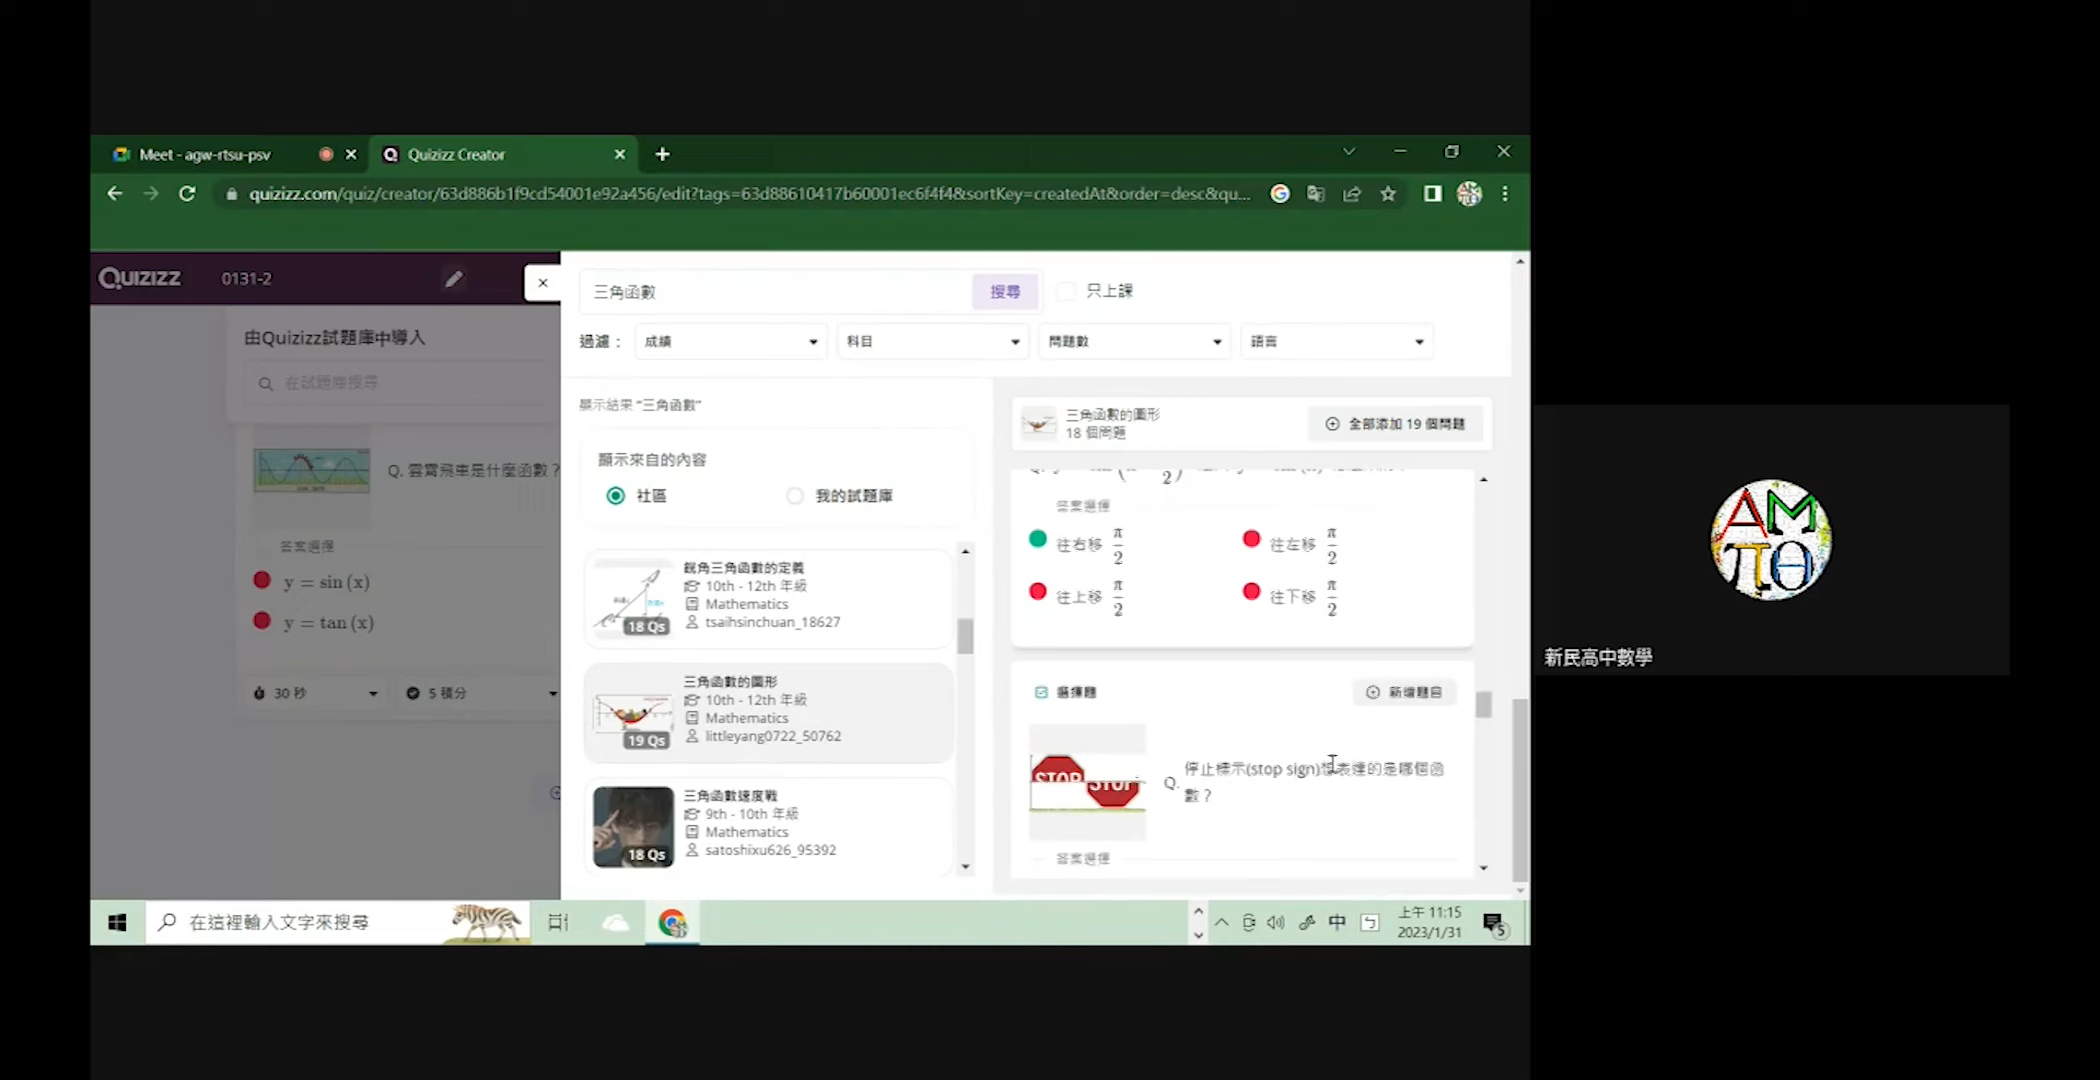 Meet - agw-rtsu-psv
Quizizz Creator
quizizz.com/quiz/creator/63d886b1f9cd54001e92a456/edit?tags=63d88610417b60001ec6f4f4&sortKey=createdAt&order=desc&qu...
QUIZIZZ
0131-2
由Quizizz試題庫中導入
在試題庫搜尋
Q. 雲霄飛車是什麼函數？
答案選擇
y = sin (x)
y = tan (x)
30 秒
5 積分
三角函數
搜尋
只上課
過濾：
成績
科目
問題數
語言
顯示結果 "三角函數"
顯示來自的內容
社區
我的試題庫
銳角三角函數的定義
10th - 12th 年級
Mathematics
tsaihsinchuan_18627
18 Qs
三角函數的圖形
10th - 12th 年級
Mathematics
littleyang0722_50762
19 Qs
三角函數速度戰
9th - 10th 年級
Mathematics
satoshixu626_95392
18 Qs
三角函數的圖形
18 個問題
全部添加 19 個問題
答案選擇
往右移 π/2
往左移 π/2
往上移 π/2
往下移 π/2
選擇題
新增題目
STOP
STOP
Q. 停止標示(stop sign)想表達的是哪個函
數？
答案選擇
在這裡輸入文字來搜尋
中
上午 11:15
2023/1/31
5
A M
π θ
新民高中數學